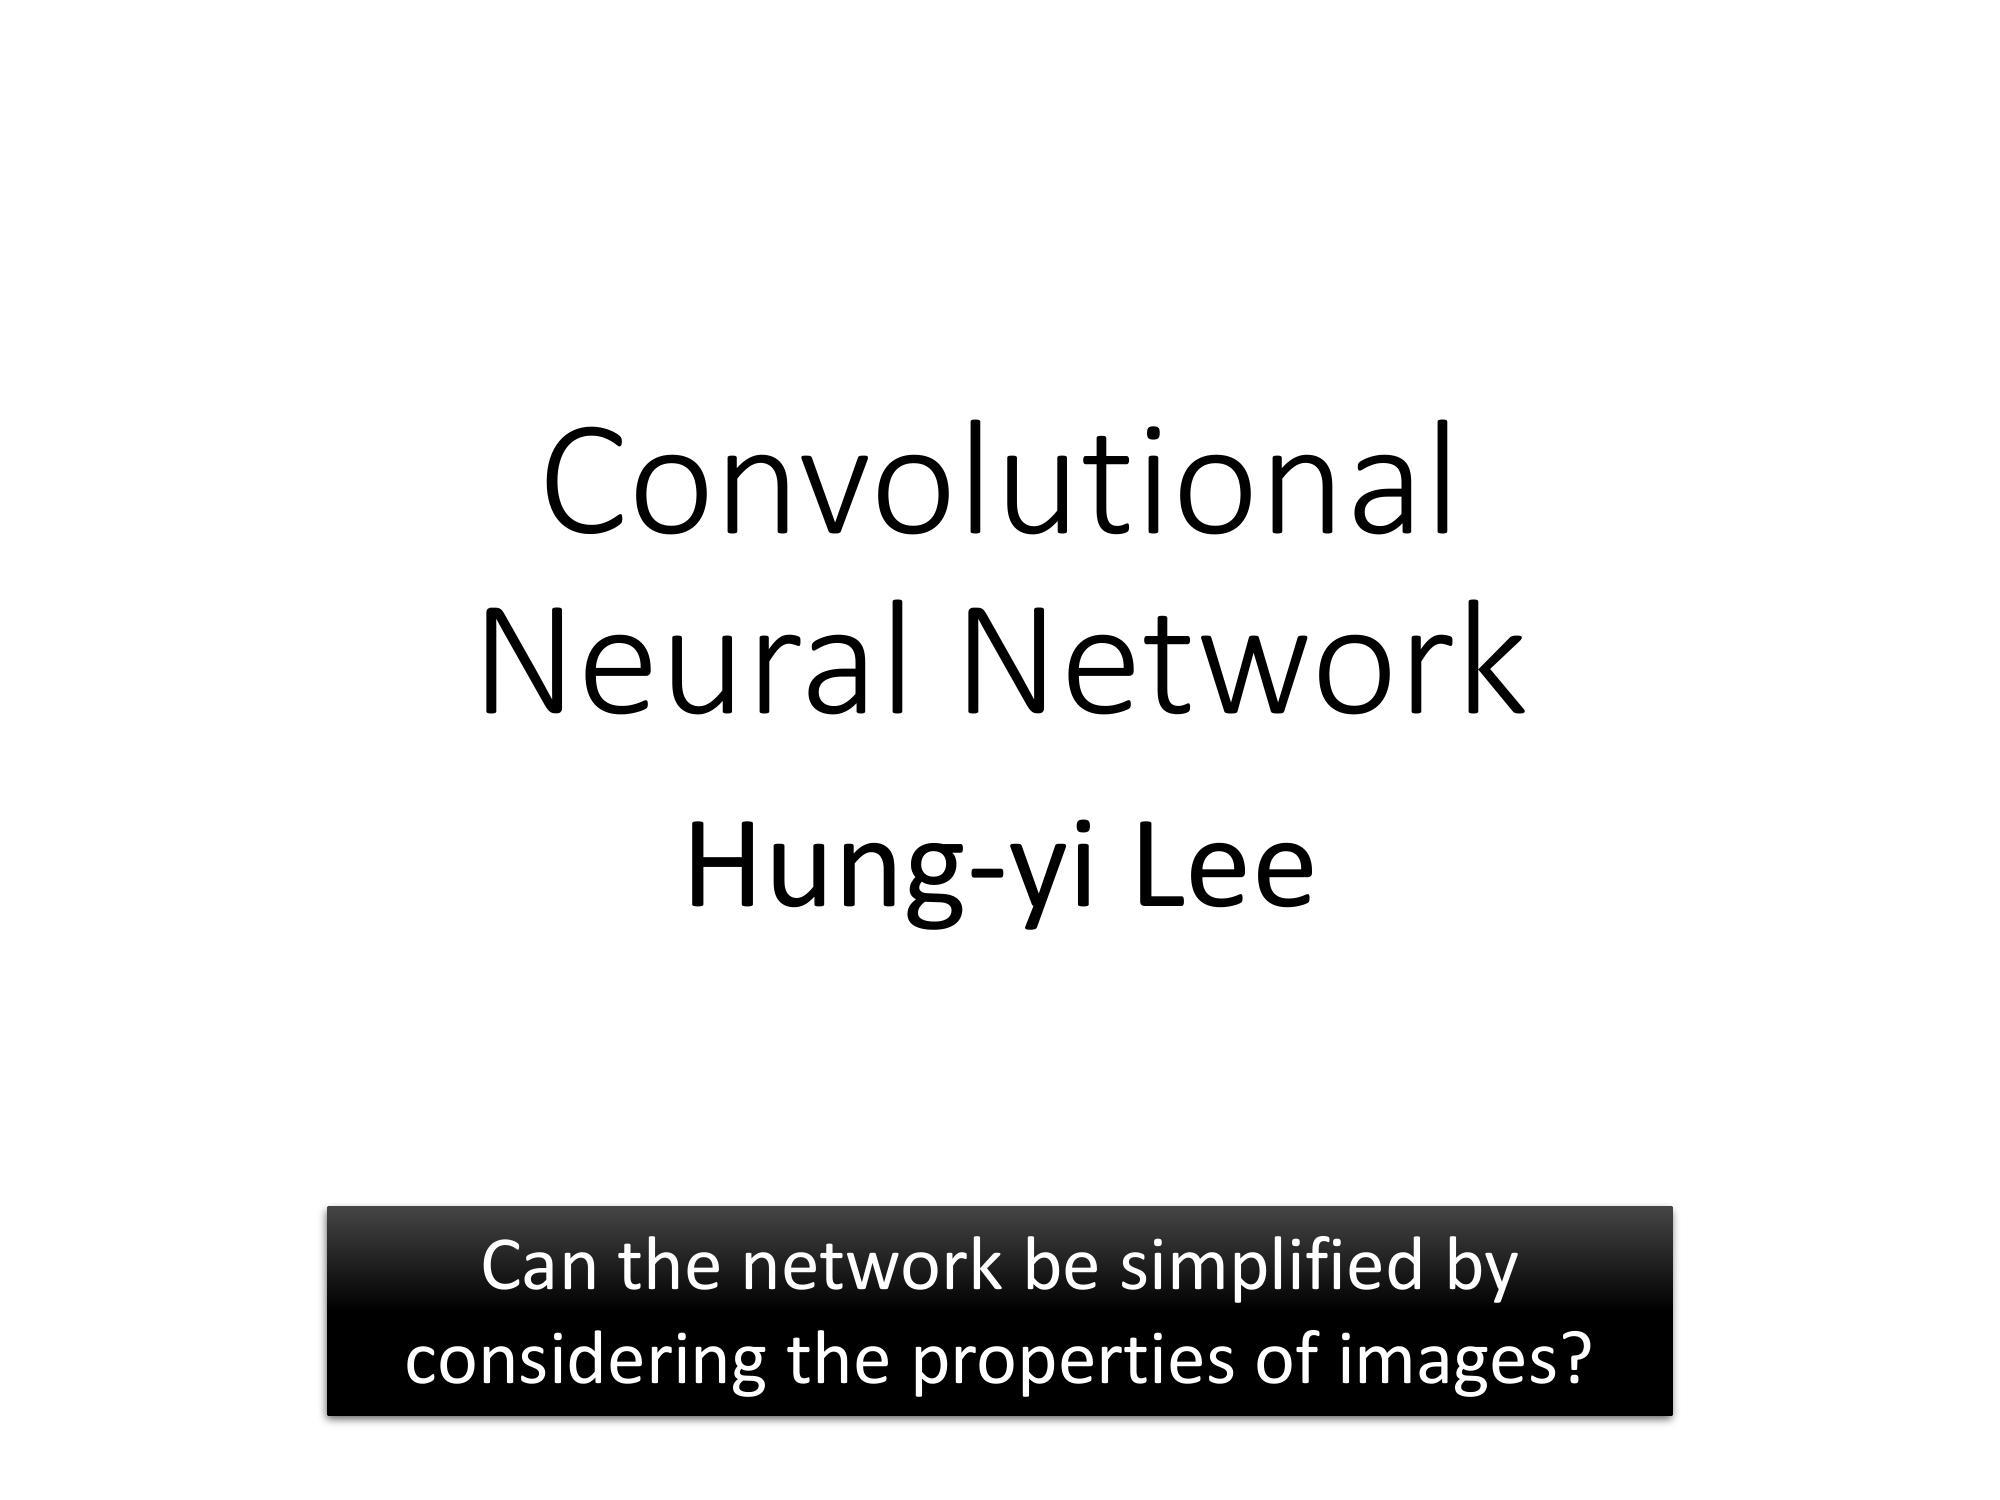 Convolutional
Neural Network
Hung-yi Lee
Can the network be simplified by
considering the properties of images?